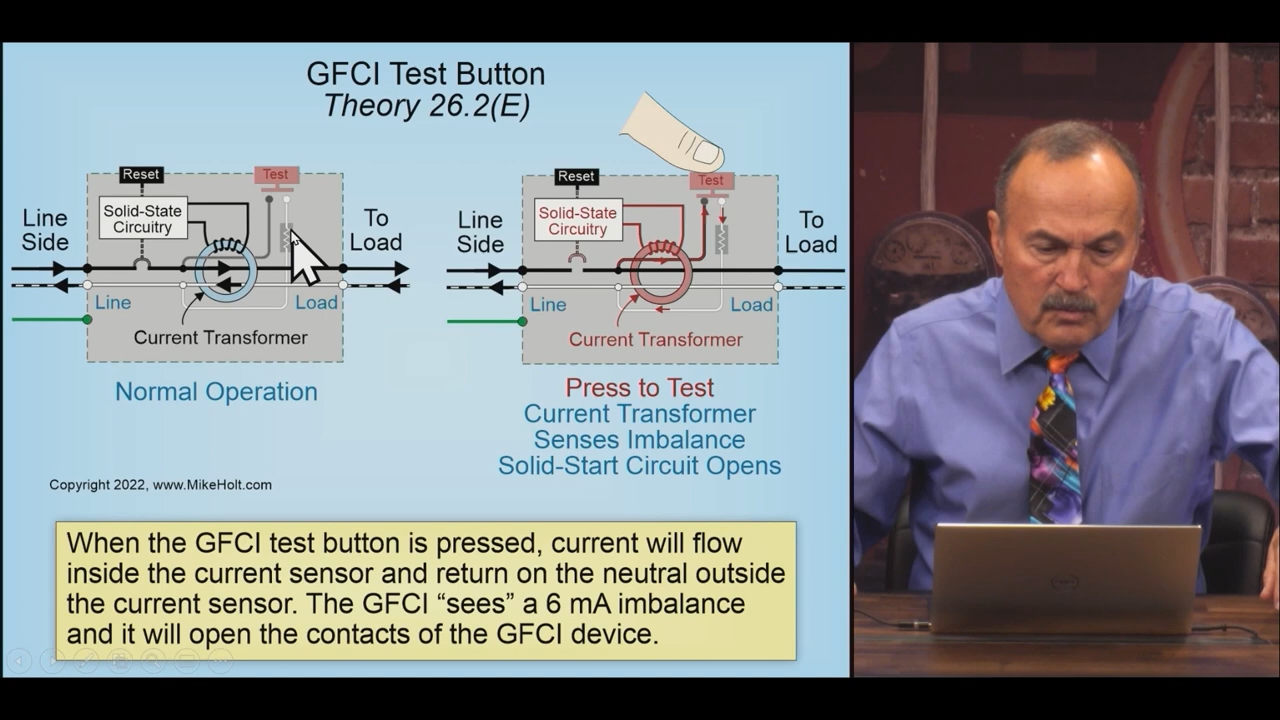 GFCI Test Button
Theory 26.2(E)
Reset
Test
Solid-State
Circuitry
Line
Side
To
Load
Line
Load
Current Transformer
Normal Operation
Reset
Test
Solid-State
Circuitry
Line
Side
To
Load
Line
Load
Current Transformer
Press to Test
Current Transformer
Senses Imbalance
Solid-Start Circuit Opens
Copyright 2022, www.MikeHolt.com
When the GFCI test button is pressed, current will flow
inside the current sensor and return on the neutral outside
the current sensor. The GFCI “sees” a 6 mA imbalance
and it will open the contacts of the GFCI device.